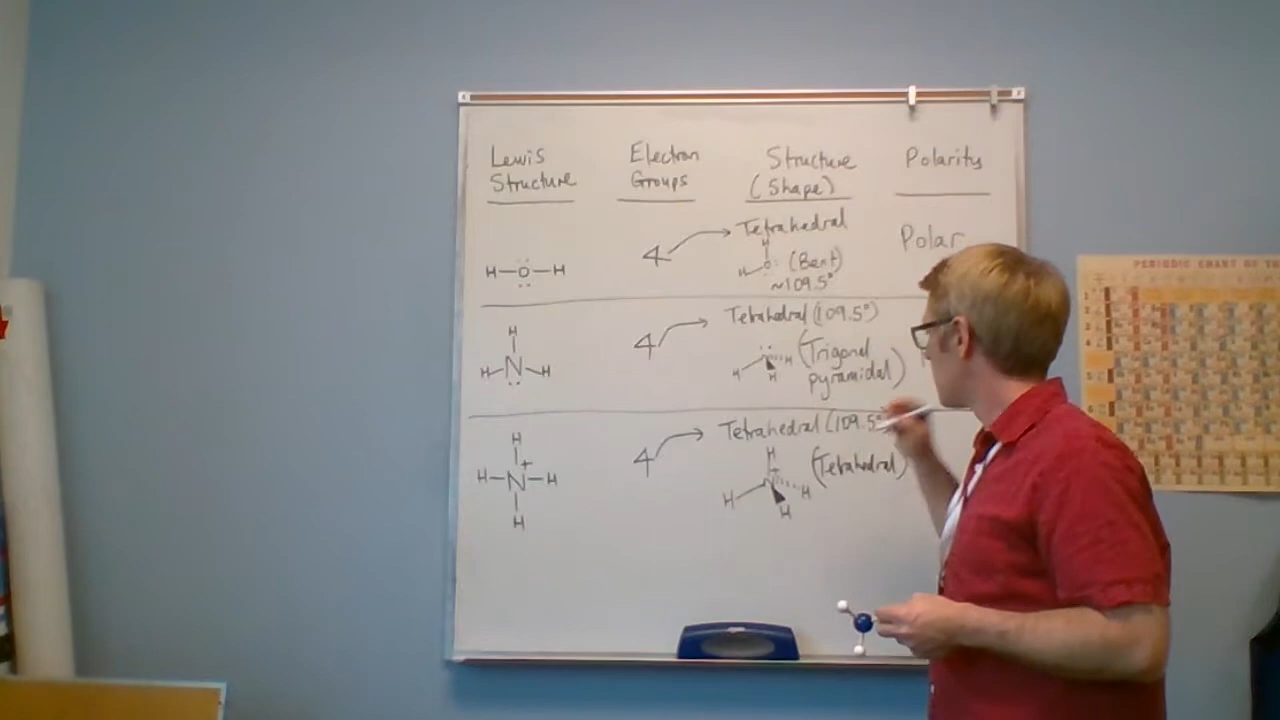 Lewis
Structure
Electron
Groups
Structure
(Shape)
Polarity
H-O-H
4
Tetrahedral
H
H O: (Bent)
~109.5°
Polar
H
H-N-H
4
Tetrahedral (109.5°)
H H H
(Trigonal
pyramidal)
H
H-N-H
+
H
4
Tetrahedral (109.5°
H
H N H
+
H
(Tetrahedral)
PERIODIC CHART OF